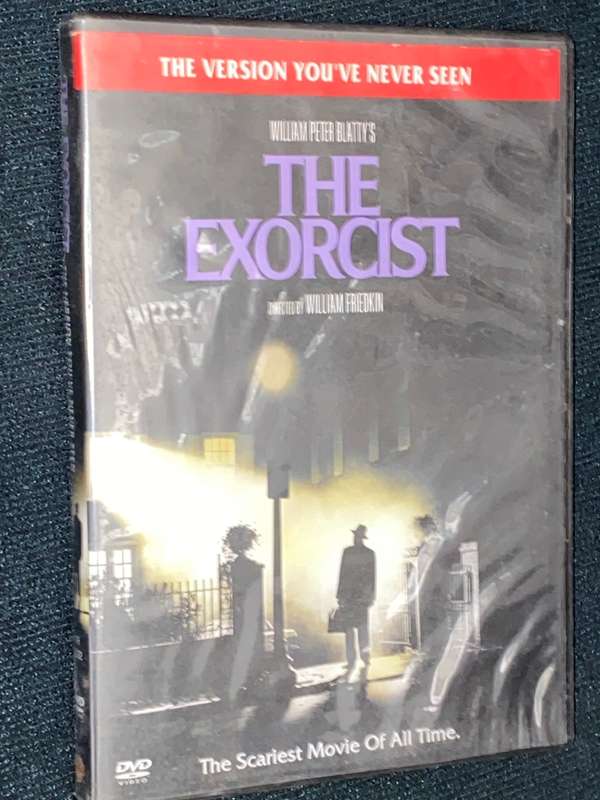 THE VERSION YOU'VE NEVER SEEN
WILLIAM PETER BLATTY'S
THE
EXORCIST
DIRECTED BY WILLIAM FRIEDKIN
The Scariest Movie Of All Time.
DVD
VIDEO